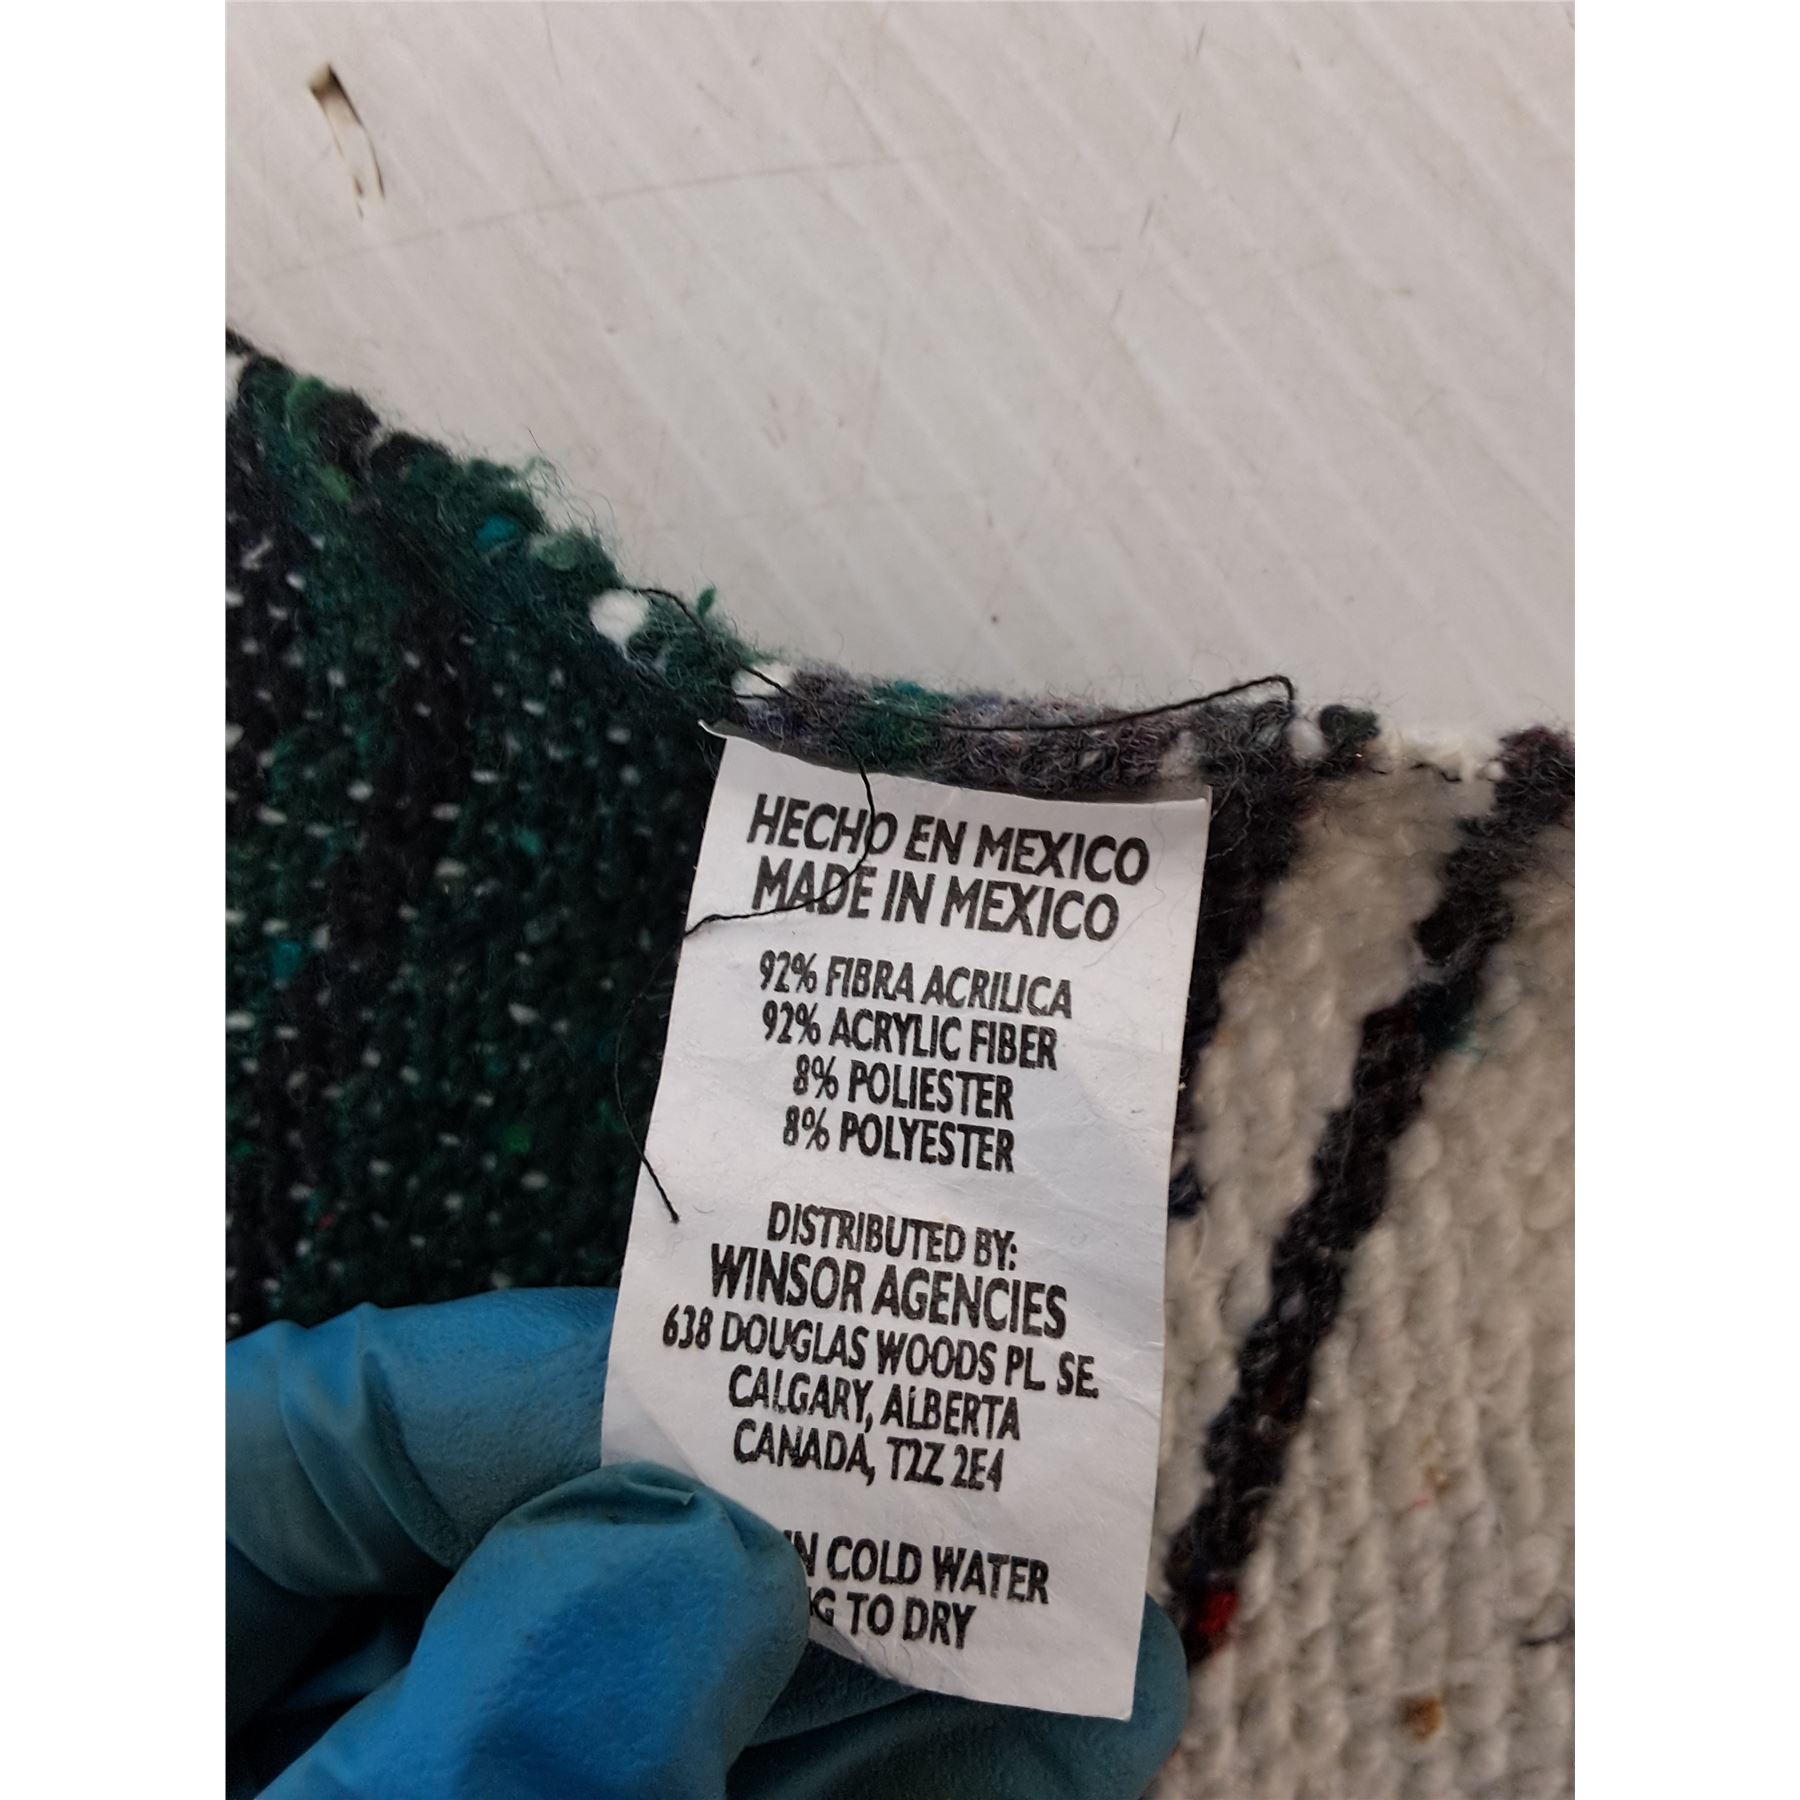 HECHO EN MEXICO
MADE IN MEXICO
92% FIBRA ACRILICA
92% ACRYLIC FIBER
8% POLIESTER
8% POLYESTER
DISTRIBUTED BY:
WINSOR AGENCIES
638 DOUGLAS WOODS PL. SE.
CALGARY, ALBERTA
CANADA, T2Z 2E4
IN COLD WATER
TO DRY